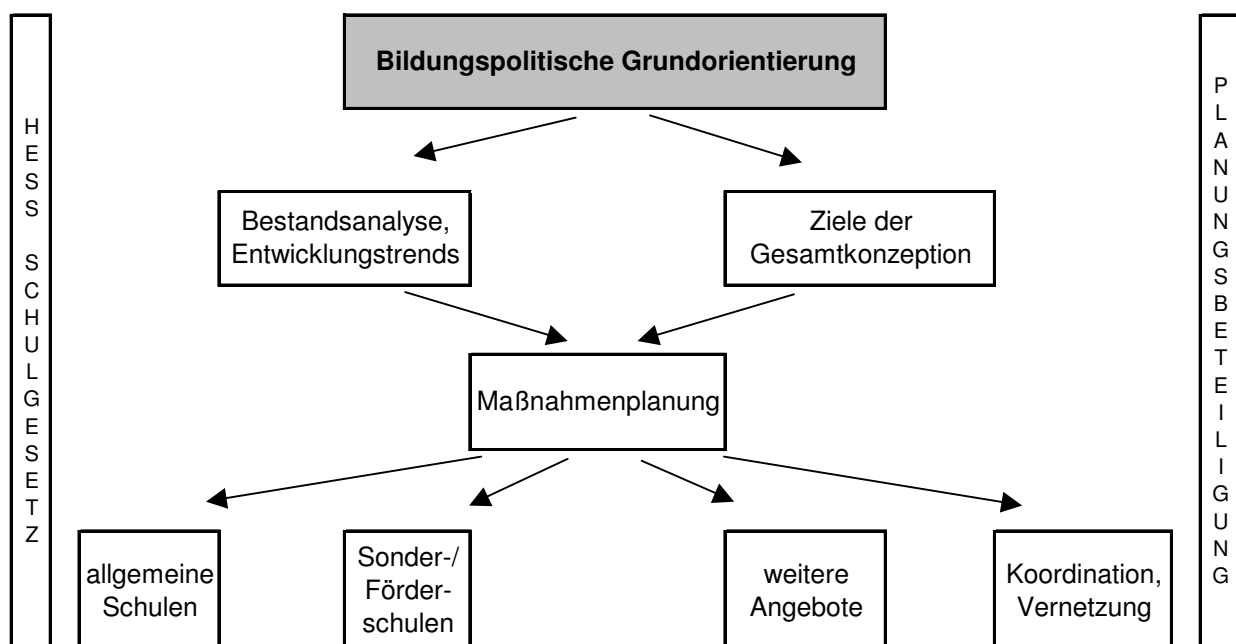 Bildungspolitische Grundorientierung
HESS SCHULGESETZ
PLANUNGSBETEILIGUNG
Bestandsanalyse,
Entwicklungstrends
Ziele der
Gesamtkonzeption
Maßnahmenplanung
allgemeine
Schulen
Sonder-/
Förder-
schulen
weitere
Angebote
Koordination,
Vernetzung